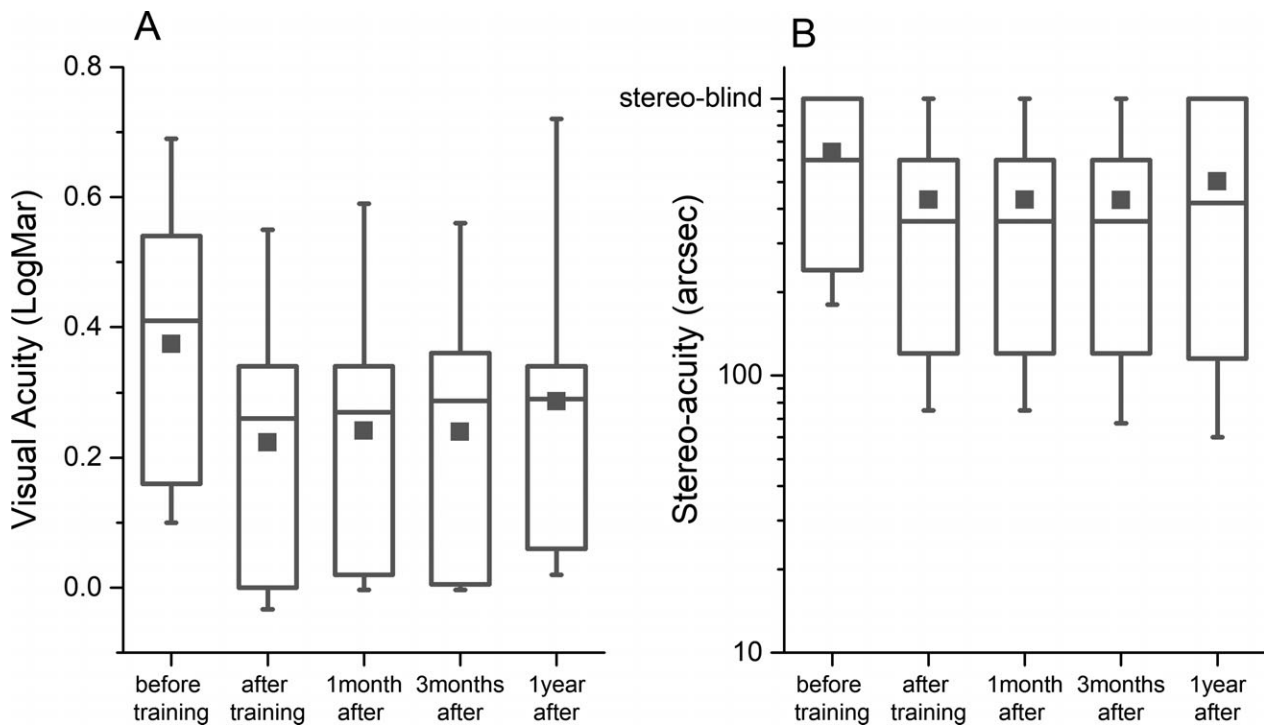 A
Visual Acuity (LogMar)
0.8
0.6
0.4
0.2
0.0
before
training
after
training
1month
after
3months
after
1year
after
B
Stereo-acuity (arcsec)
stereo-blind
100
10
before
training
after
training
1month
after
3months
after
1year
after